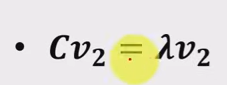 • Cv₂ = λv₂